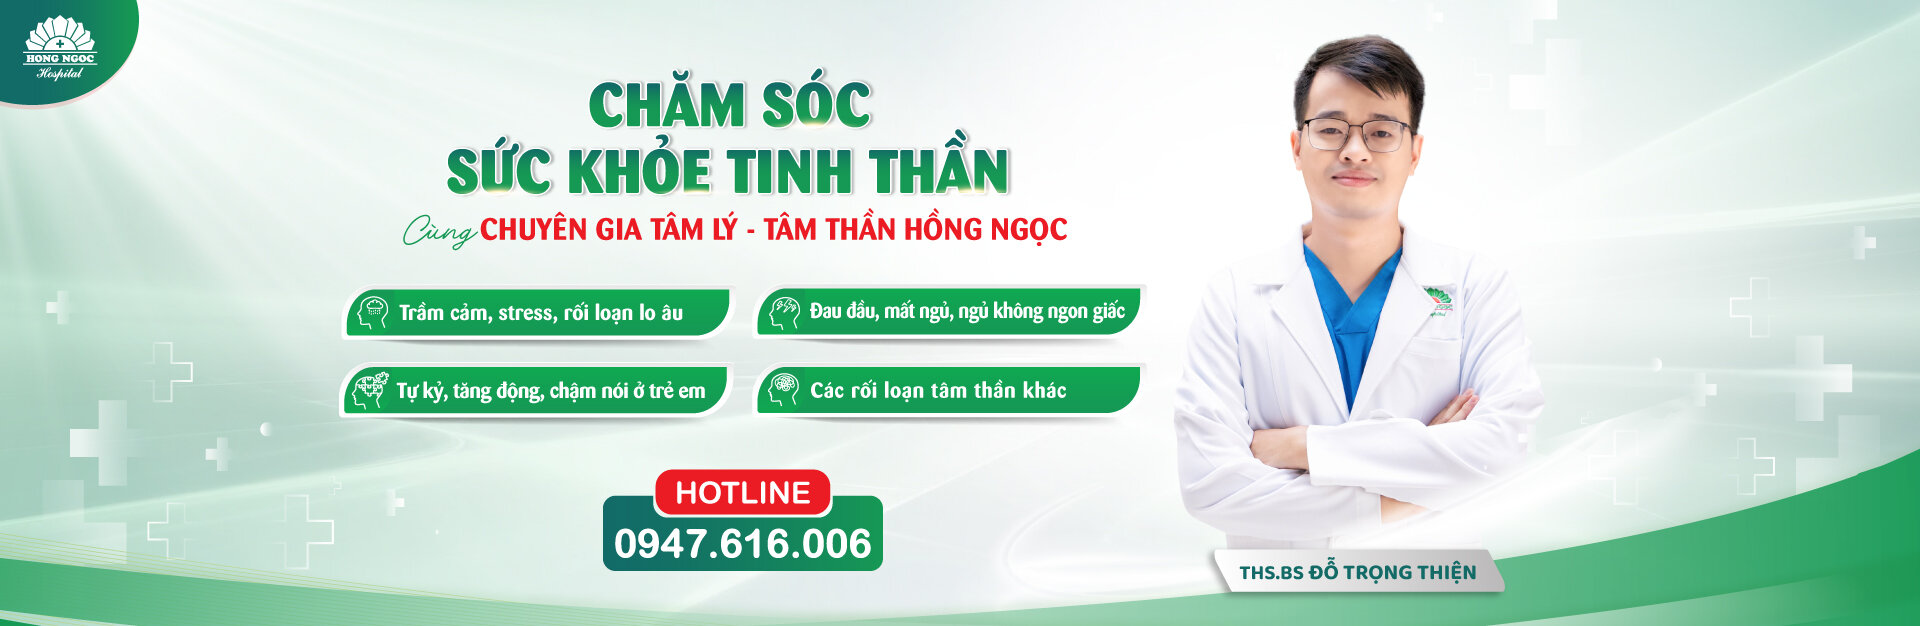 HONG NGOC
Hospital
CHĂM SÓC
SỨC KHỎE TINH THẦN
Cùng CHUYÊN GIA TÂM LÝ - TÂM THẦN HỒNG NGỌC
Trầm cảm, stress, rối loạn lo âu
Đau đầu, mất ngủ, ngủ không ngon giấc
Tự kỷ, tăng động, chậm nói ở trẻ em
Các rối loạn tâm thần khác
HOTLINE
0947.616.006
THS.BS ĐỖ TRỌNG THIỆN